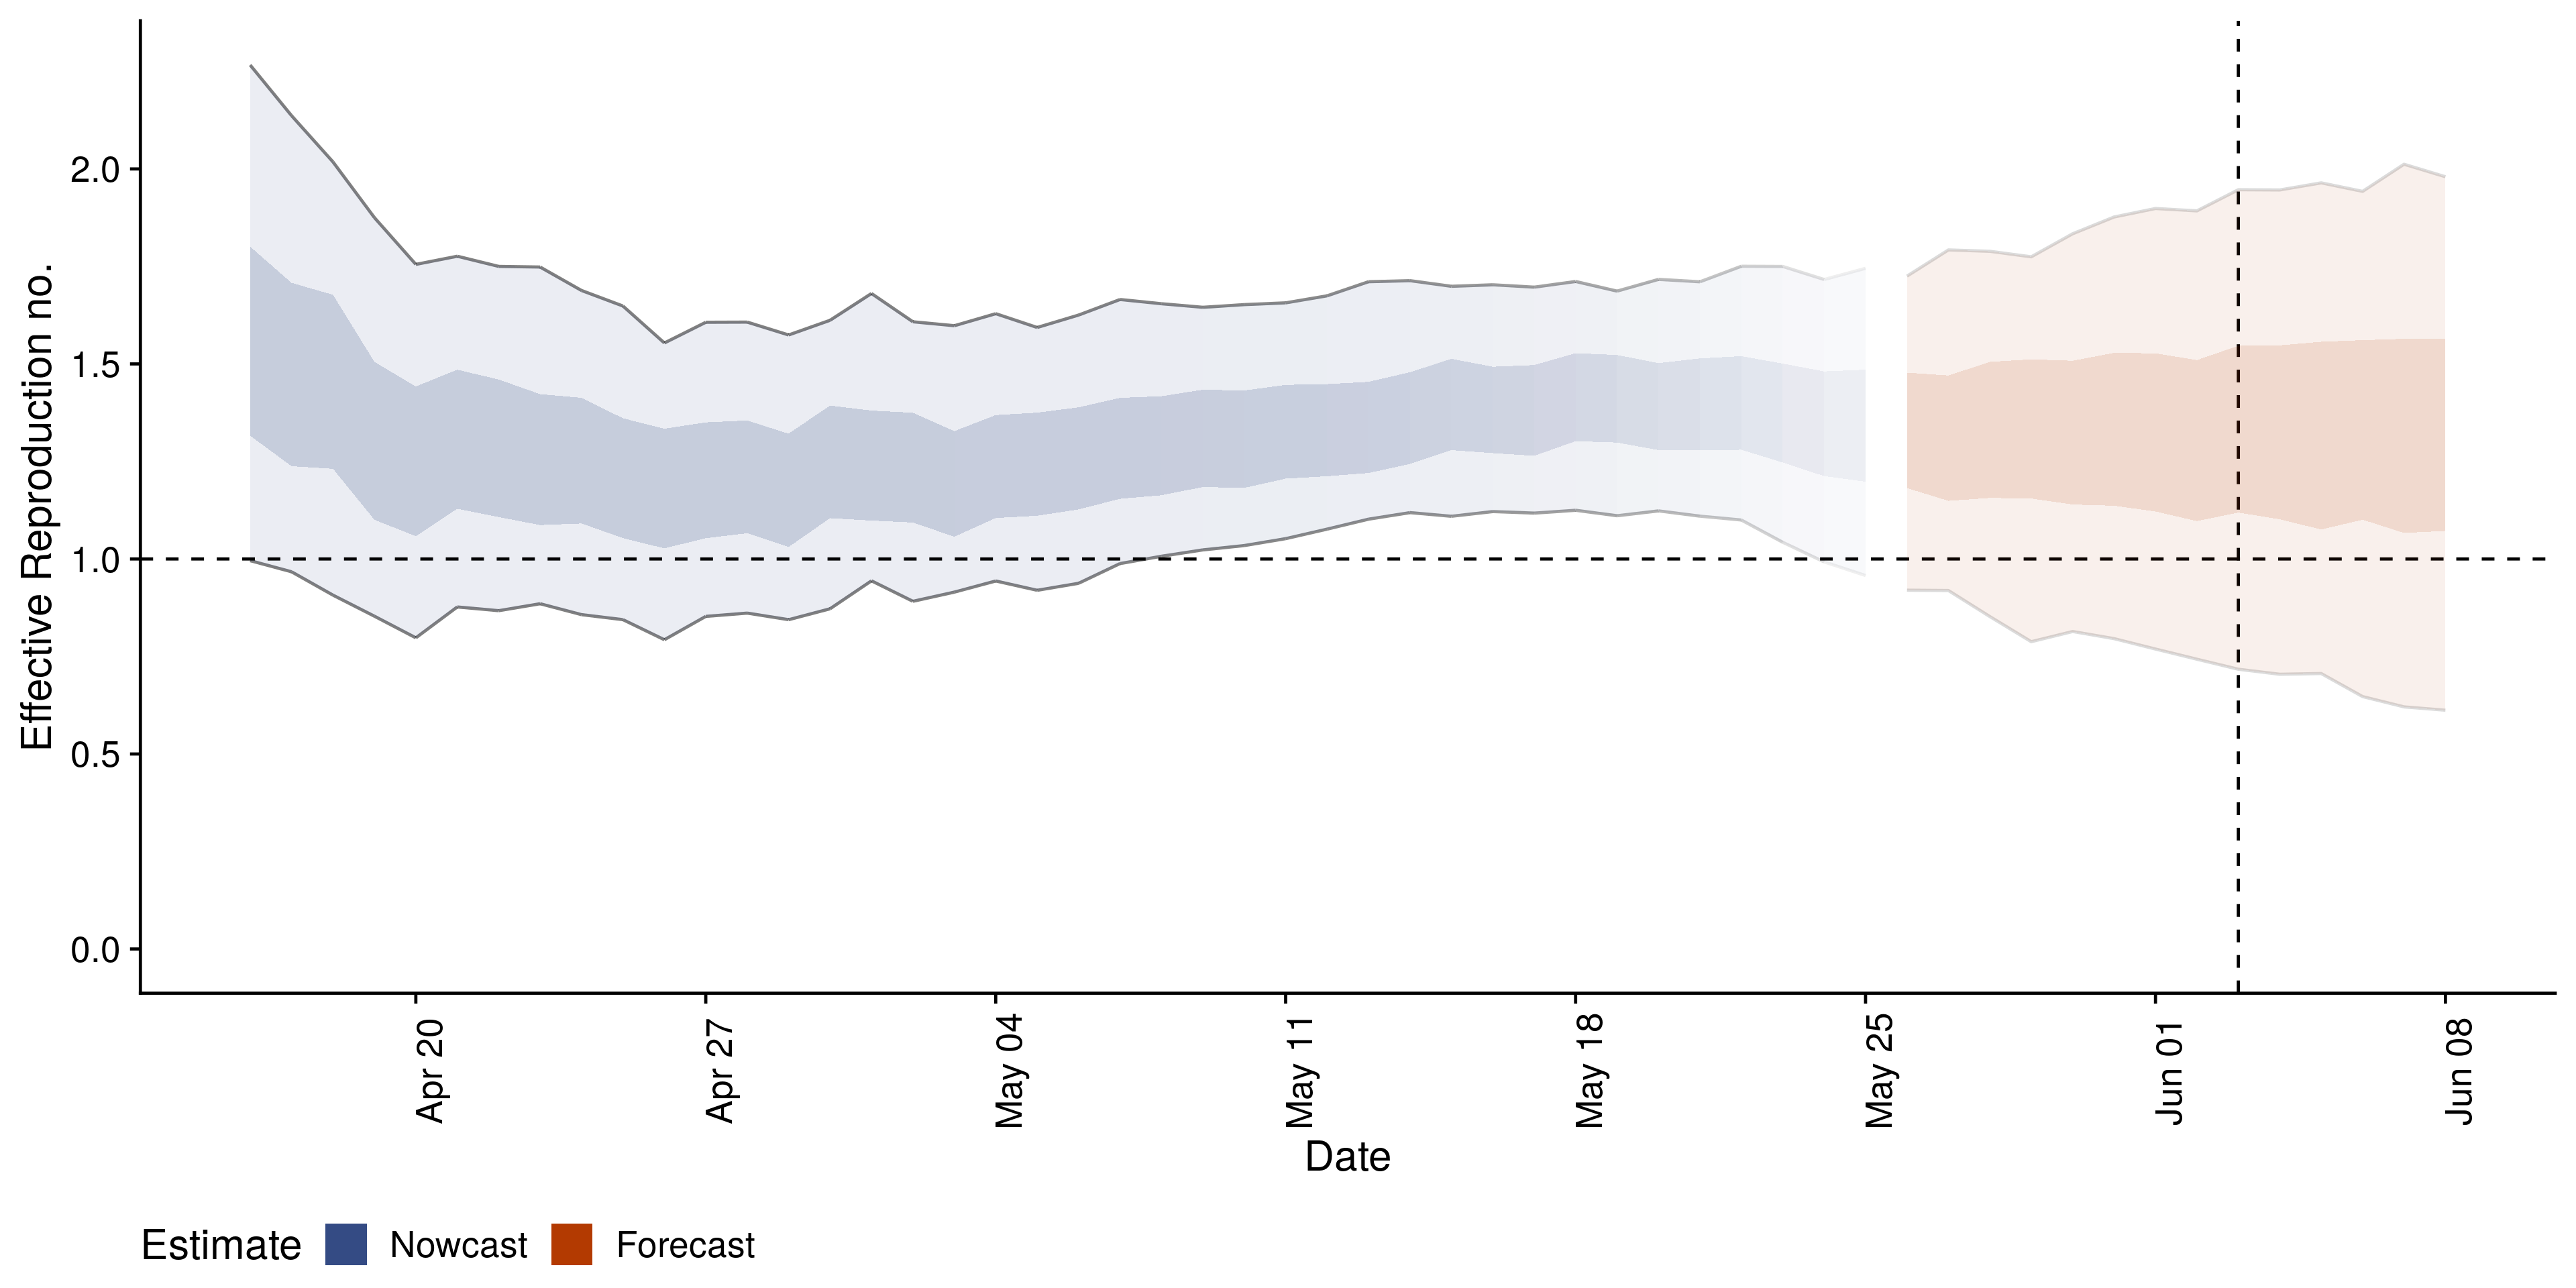 Effective Reproduction no.
2.0
1.5
1.0
0.5
0.0
Apr 20
Apr 27
May 04
May 11
May 18
May 25
Jun 01
Jun 08
Date
Estimate Nowcast Forecast